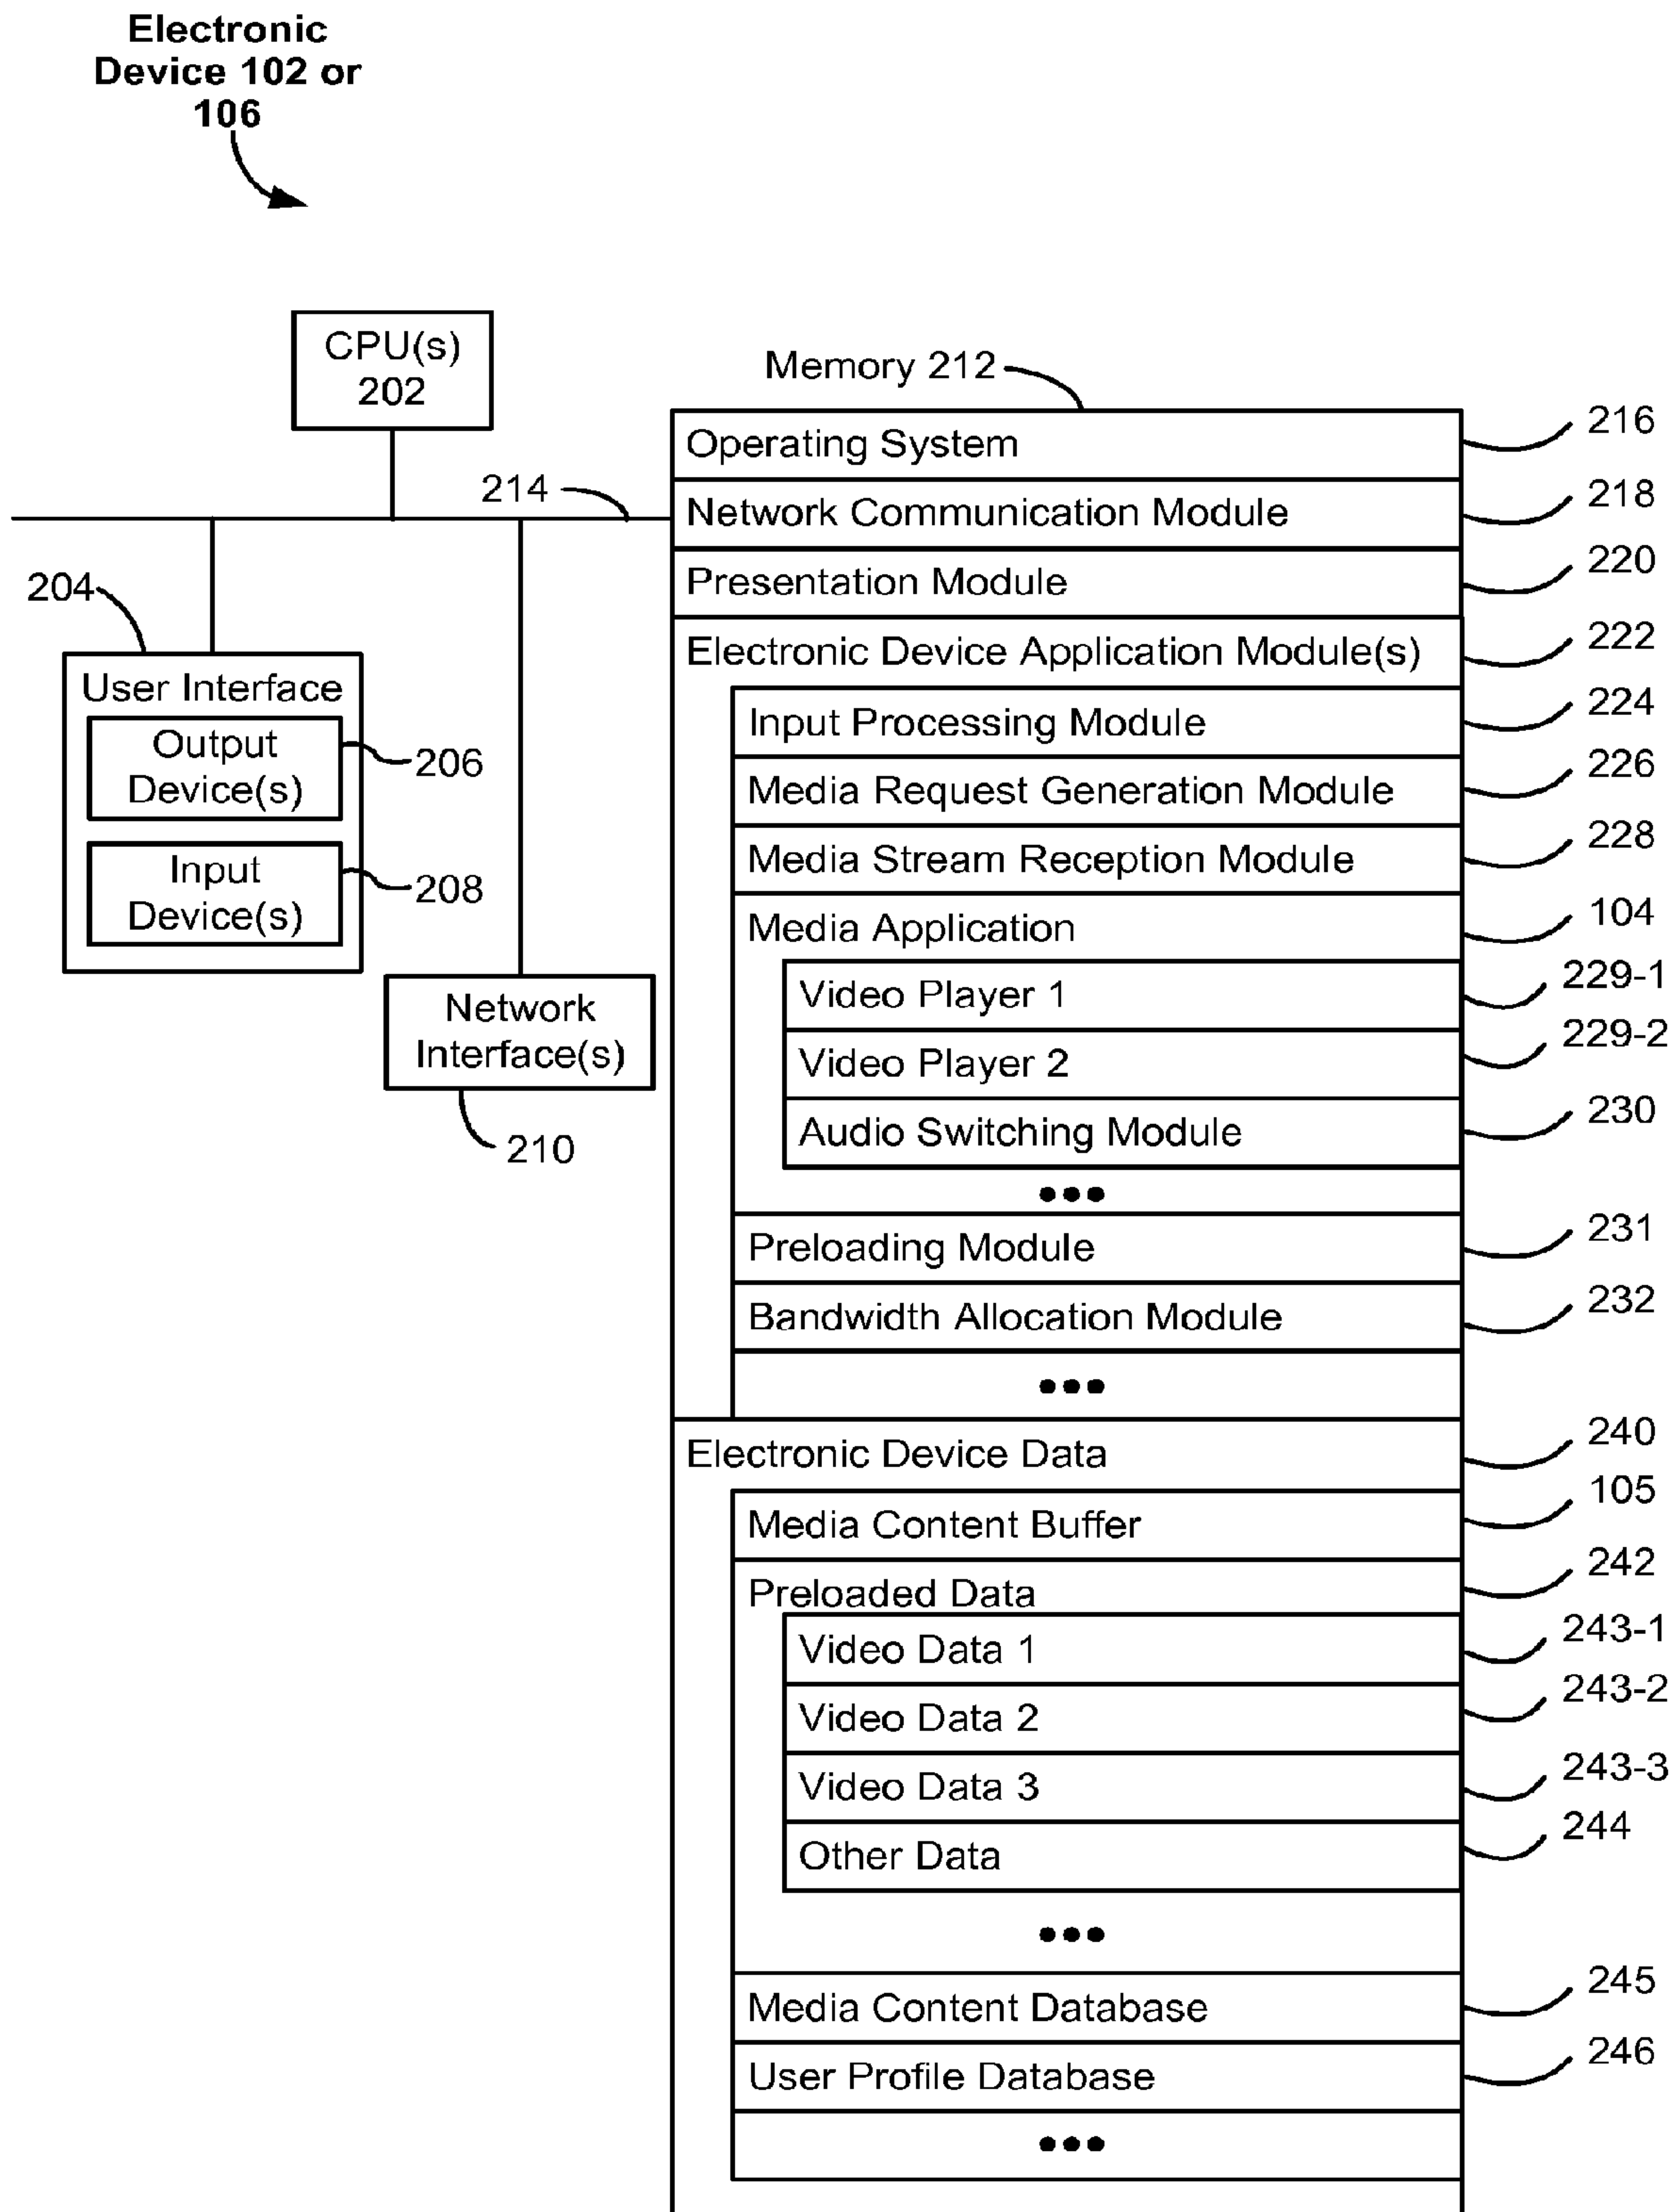 Electronic
Device 102 or
106
CPU(s)
202
Memory 212
214
204
User Interface
Output
Device(s)
206
Input
Device(s)
208
Network
Interface(s)
210
Operating System
216
Network Communication Module
218
Presentation Module
220
Electronic Device Application Module(s)
222
Input Processing Module
224
Media Request Generation Module
226
Media Stream Reception Module
228
Media Application
104
Video Player 1
229-1
Video Player 2
229-2
Audio Switching Module
230
•••
Preloading Module
231
Bandwidth Allocation Module
232
•••
Electronic Device Data
240
Media Content Buffer
105
Preloaded Data
242
Video Data 1
243-1
Video Data 2
243-2
Video Data 3
243-3
Other Data
244
•••
Media Content Database
245
User Profile Database
246
•••